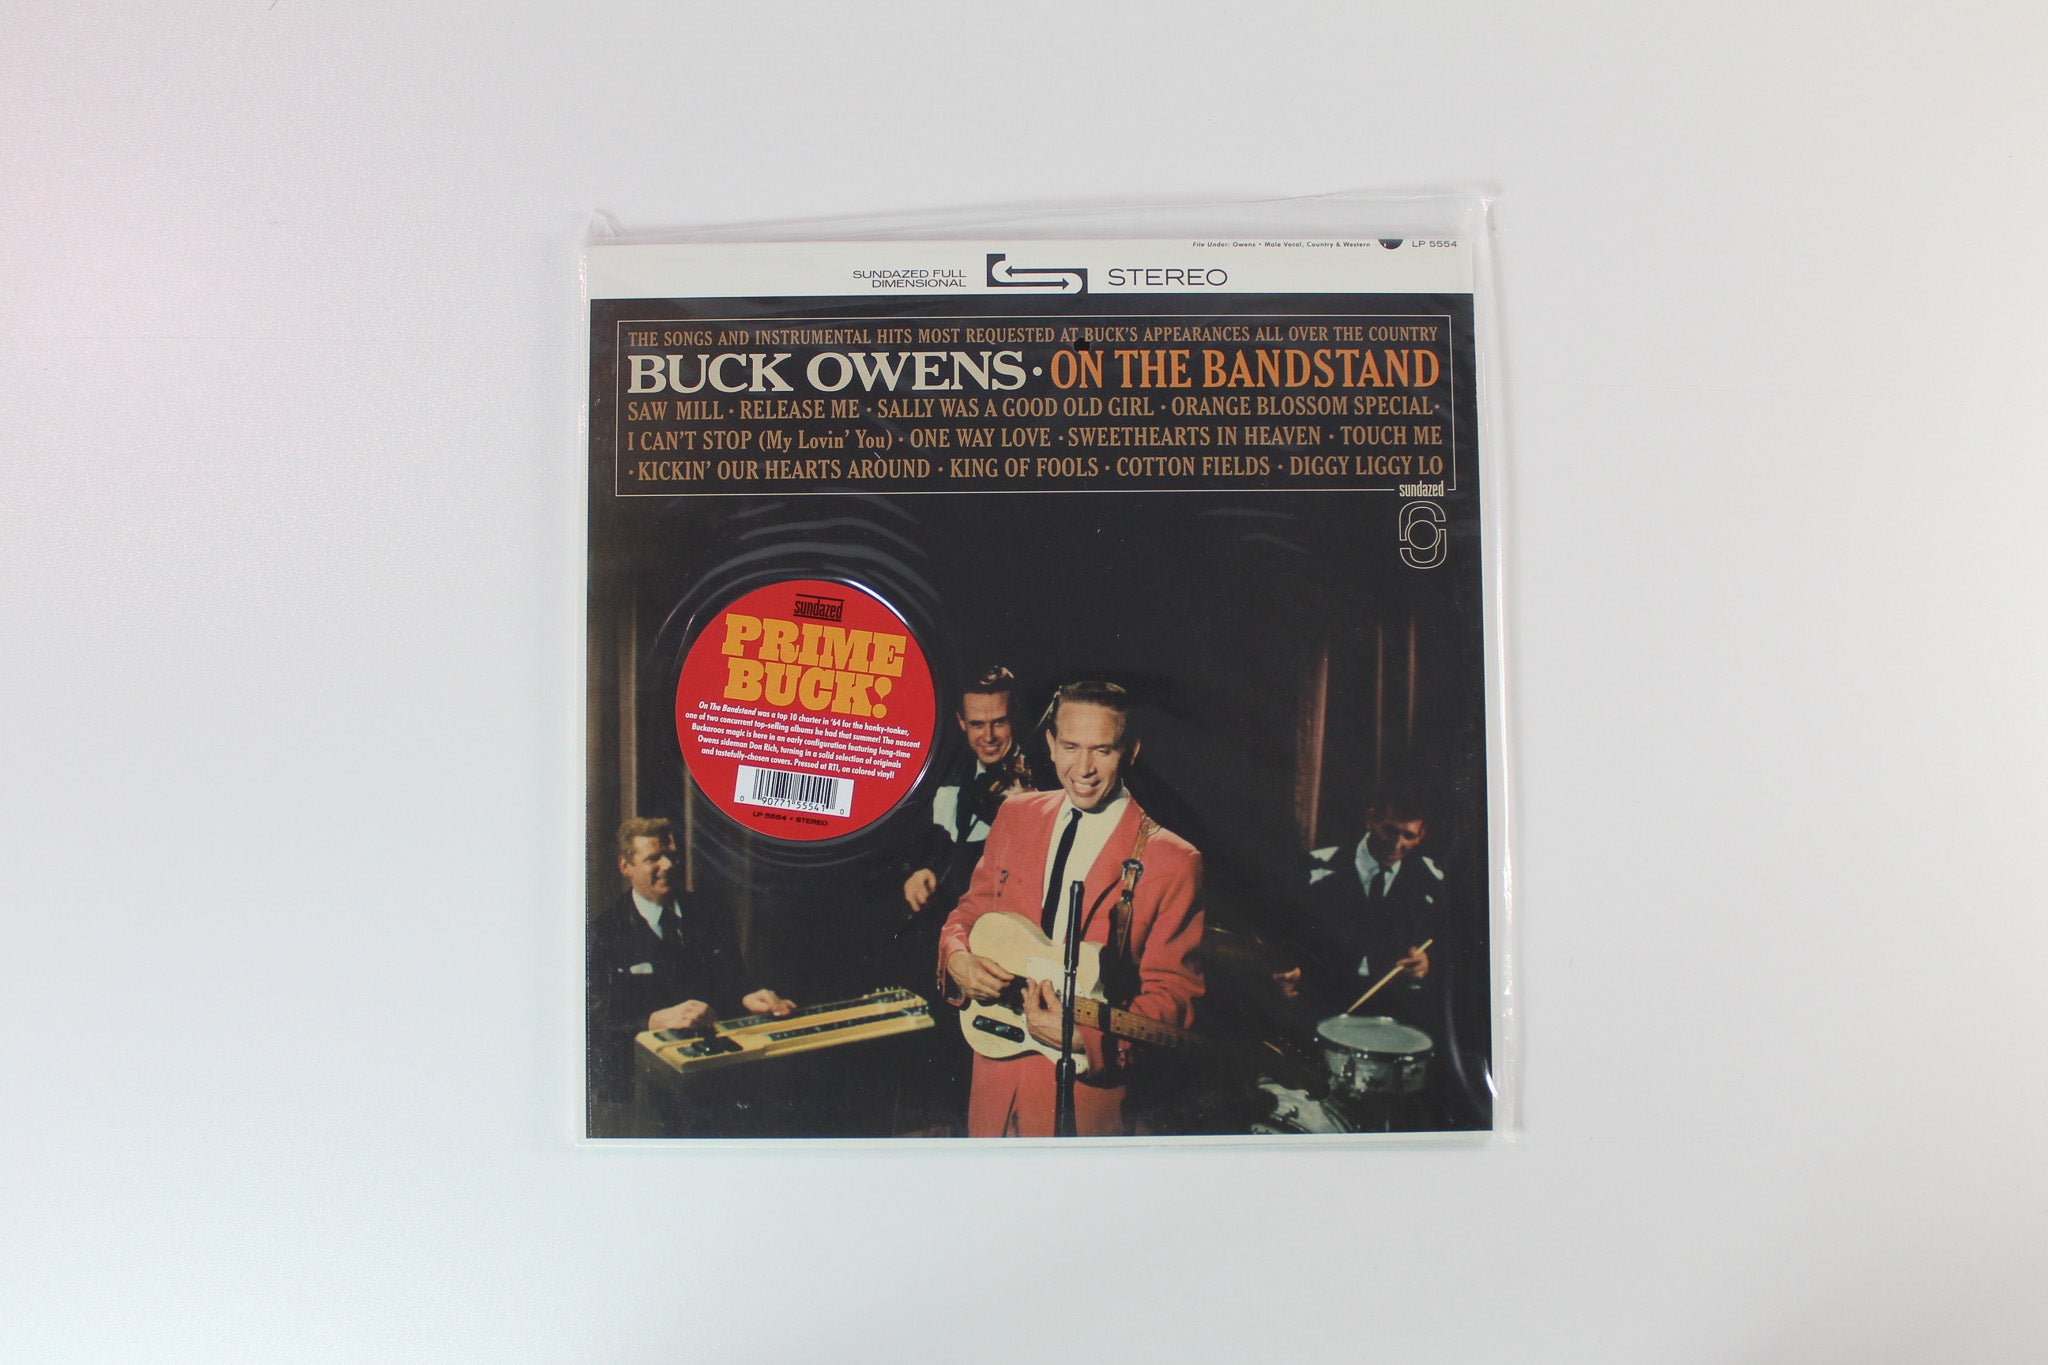 File Under: Owens • Male Vocal, Country & Western LP 5554
SUNDAZED FULL
DIMENSIONAL
STEREO
THE SONGS AND INSTRUMENTAL HITS MOST REQUESTED AT BUCK'S APPEARANCES ALL OVER THE COUNTRY
BUCK OWENS · ON THE BANDSTAND
SAW MILL · RELEASE ME · SALLY WAS A GOOD OLD GIRL · ORANGE BLOSSOM SPECIAL ·
I CAN'T STOP (My Lovin' You) · ONE WAY LOVE · SWEETHEARTS IN HEAVEN · TOUCH ME
· KICKIN' OUR HEARTS AROUND · KING OF FOOLS · COTTON FIELDS · DIGGY LIGGY LO
sundazed
sundazed
PRIME
BUCK!
On The Bandstand was a top 10 charter in '64 for the honky-tonker,
one of two concurrent top-selling albums he had that summer! The nascent
Buckaroos magic is here in an early configuration featuring long-time
Owens sideman Don Rich, turning in a solid selection of originals
and tastefully-chosen covers. Pressed at RTI, on colored vinyl!
0 90771 55541 0
LP 5554 • STEREO